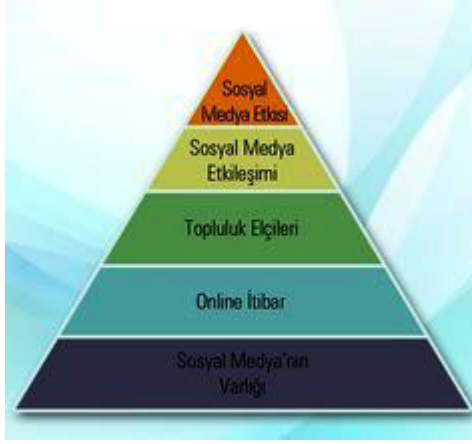 Sosyal
Medya Etkisi
Sosyal Medya
Etkileşimi
Topluluk Elçileri
Online İtibar
Sosyal Medya'nın
Varlığı